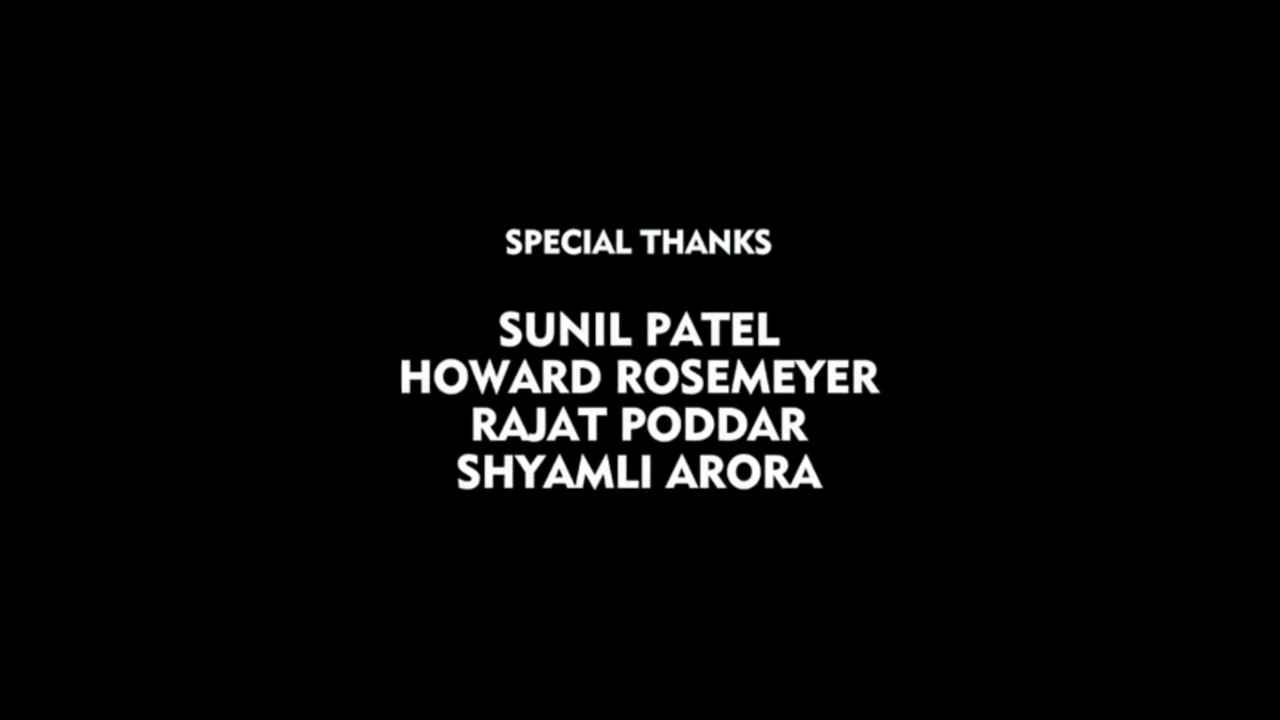 SPECIAL THANKS
SUNIL PATEL
HOWARD ROSEMEYER
RAJAT PODDAR
SHYAMLI ARORA